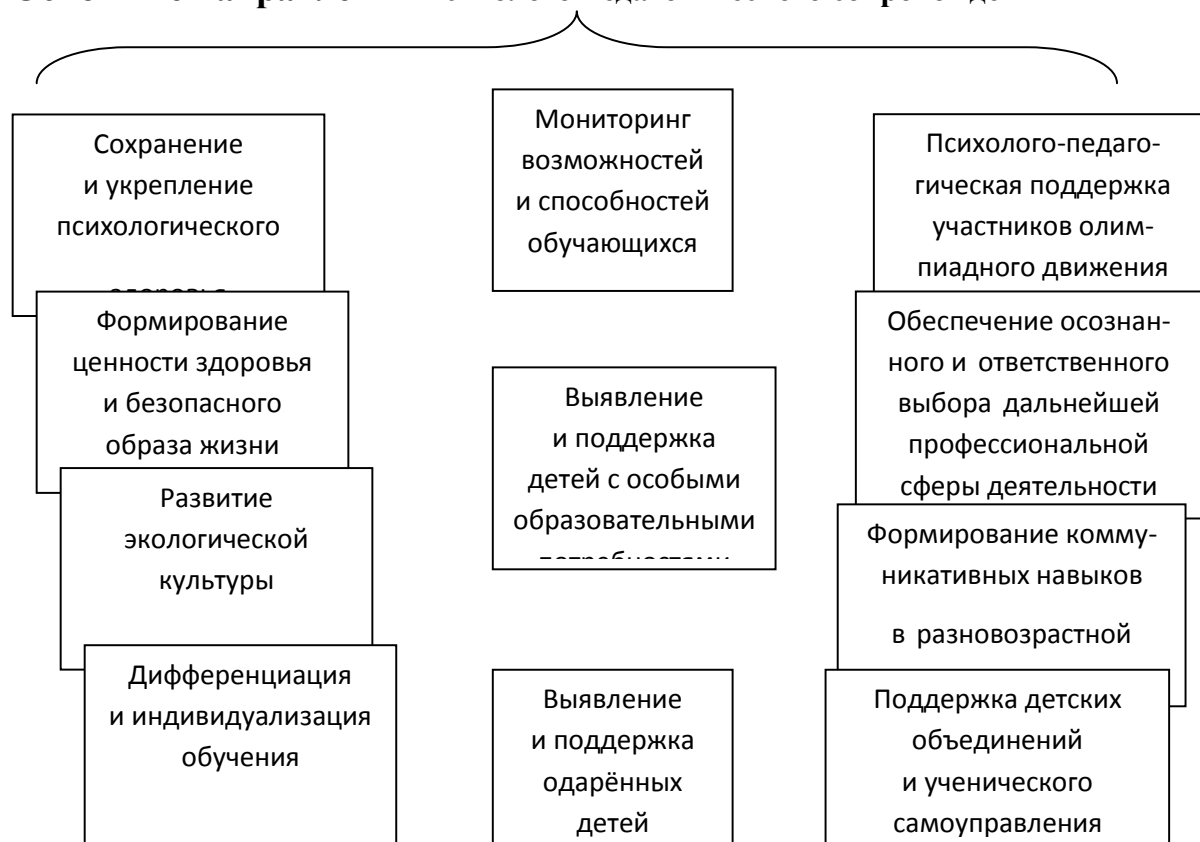 Сохранение
и укрепление
психологического
здоровья
Формирование
ценности здоровья
и безопасного
образа жизни
Развитие
экологической
культуры
Дифференциация
и индивидуализация
обучения
Мониторинг
возможностей
и способностей
обучающихся
Выявление
и поддержка
детей с особыми
образовательными
потребностями
Выявление
и поддержка
одарённых
детей
Психолого-педаго-
гическая поддержка
участников олим-
пиадного движения
Обеспечение осознан-
ного и ответственного
выбора дальнейшей
профессиональной
сферы деятельности
Формирование комму-
никативных навыков
в разновозрастной
Поддержка детских
объединений
и ученического
самоуправления